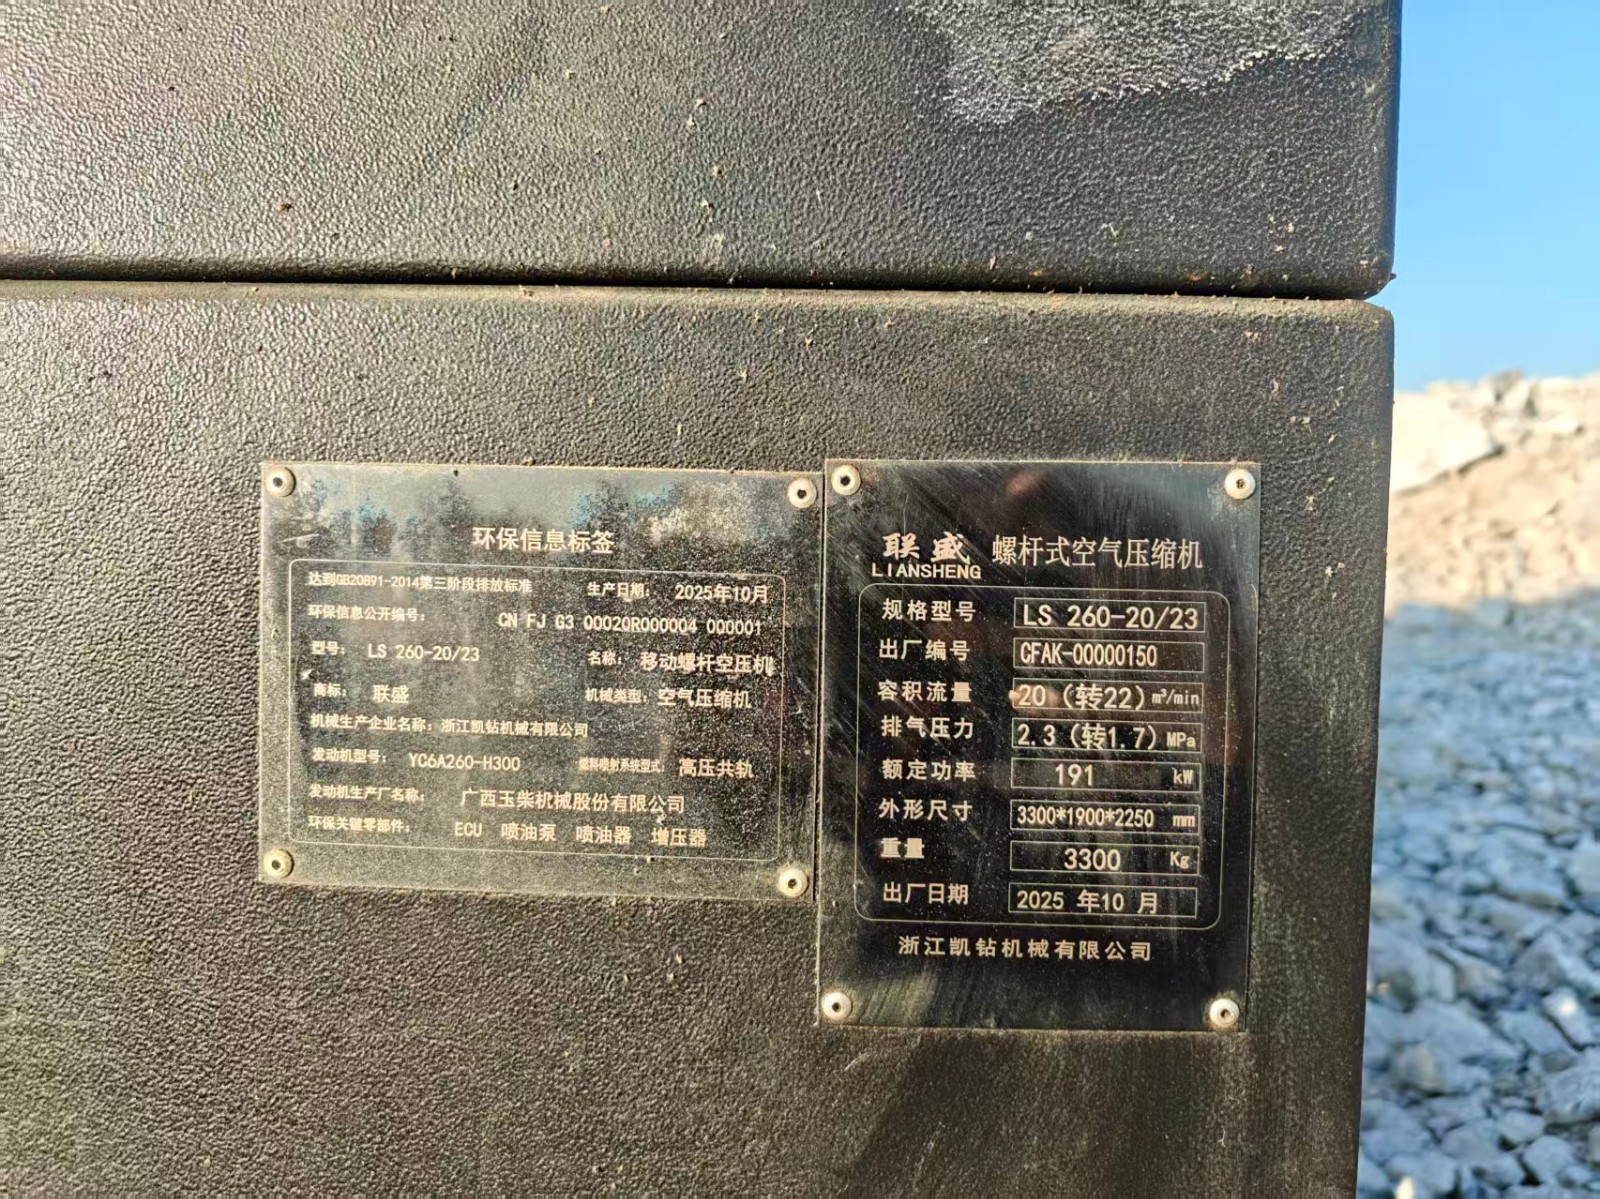 环保信息标签
达到GB20891-2014第三阶段排放标准 生产日期： 2025年10月
环保信息公开编号： CN FJ G3 00020R000004 000001
型号： LS 260-20/23 名称： 移动螺杆空压机
商标： 联盛 机械类型： 空气压缩机
机械生产企业名称： 浙江凯钻机械有限公司
发动机型号： YC6A260-H300 燃料喷射系统型式： 高压共轨
发动机生产厂名称： 广西玉柴机械股份有限公司
环保关键零部件： ECU 喷油泵 喷油器 增压器
联盛 螺杆式空气压缩机
LIANSHENG
规格型号 LS 260-20/23
出厂编号 CFAK-00000150
容积流量 20（转22）m³/min
排气压力 2.3（转1.7）MPa
额定功率 191 kW
外形尺寸 3300*1900*2250 mm
重量 3300 Kg
出厂日期 2025 年10 月
浙江凯钻机械有限公司